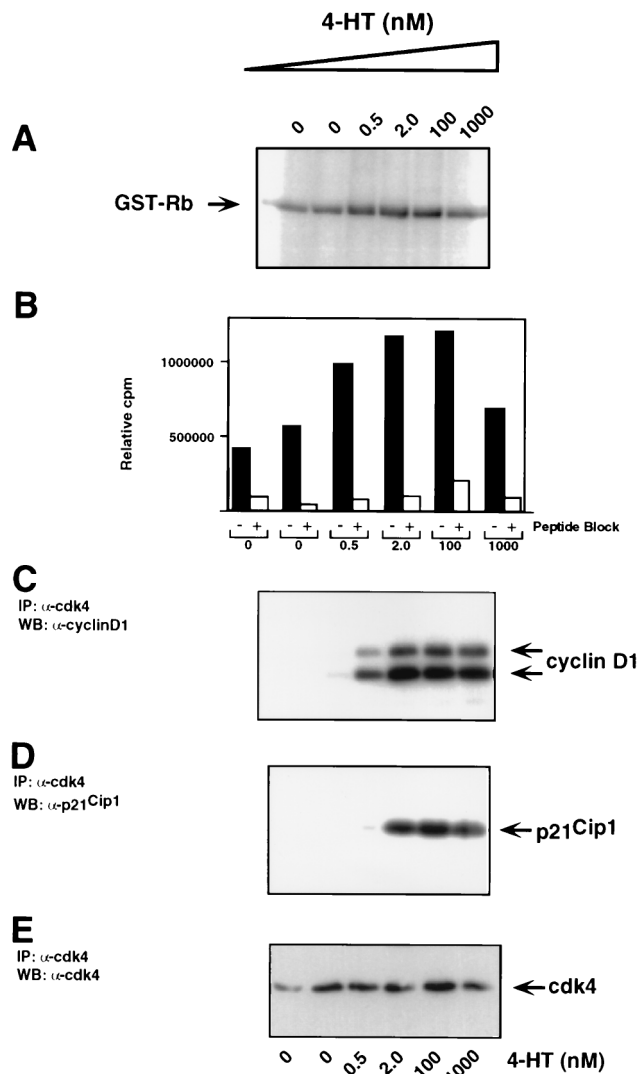 4-HT (nM)
0 0 0.5 2.0 100 1000
A
GST-Rb
B
Relative cpm
1000000
500000
- + - + - + - + - + - + Peptide Block
0 0 0.5 2.0 100 1000
C
IP: α-cdk4
WB: α-cyclinD1
cyclin D1
D
IP: α-cdk4
WB: α-p21Cip1
p21Cip1
E
IP: α-cdk4
WB: α-cdk4
cdk4
0 0 0.5 2.0 100 1000 4-HT (nM)